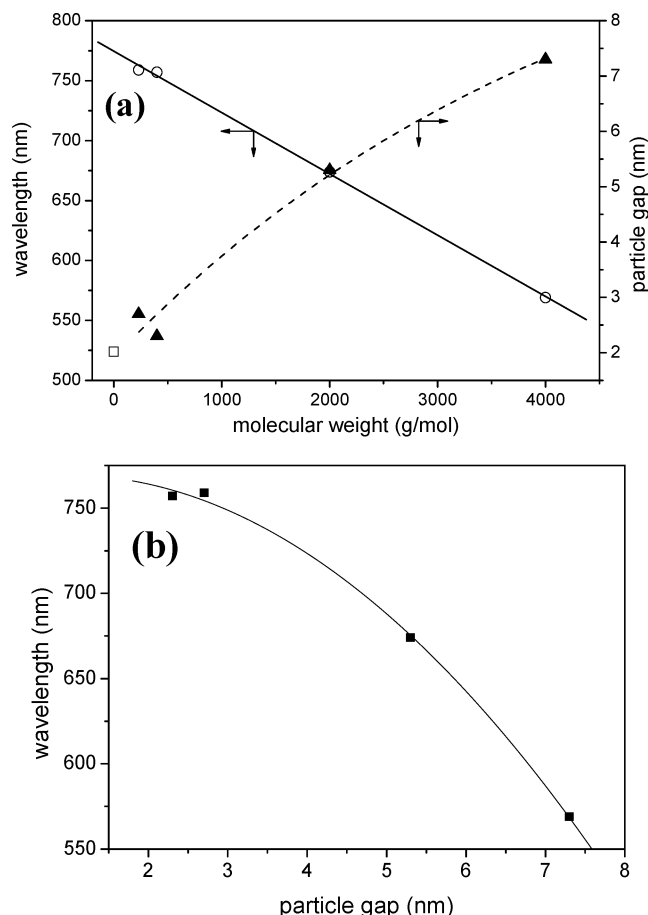 800
750
700
650
600
550
500
wavelength (nm)
(a)
8
7
6
5
4
3
2
particle gap (nm)
0 1000 2000 3000 4000
molecular weight (g/mol)
750
700
650
600
550
wavelength (nm)
(b)
2 3 4 5 6 7 8
particle gap (nm)